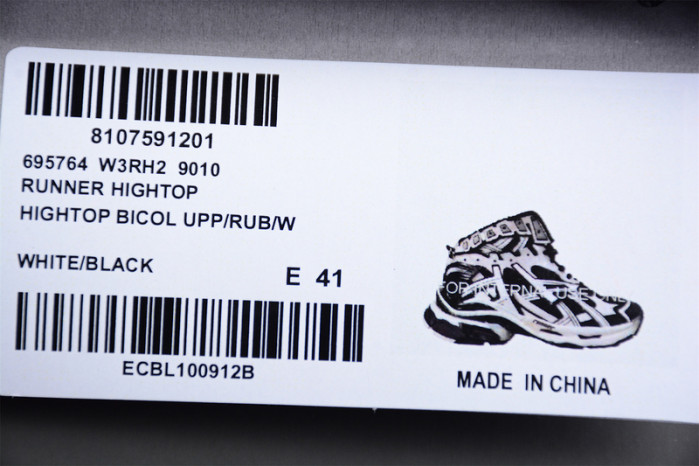 8107591201
695764 W3RH2 9010
RUNNER HIGHTOP
HIGHTOP BICOL UPP/RUB/W
WHITE/BLACK
E 41
ECBL100912B
FOR INTERNAL USE ONLY
MADE IN CHINA